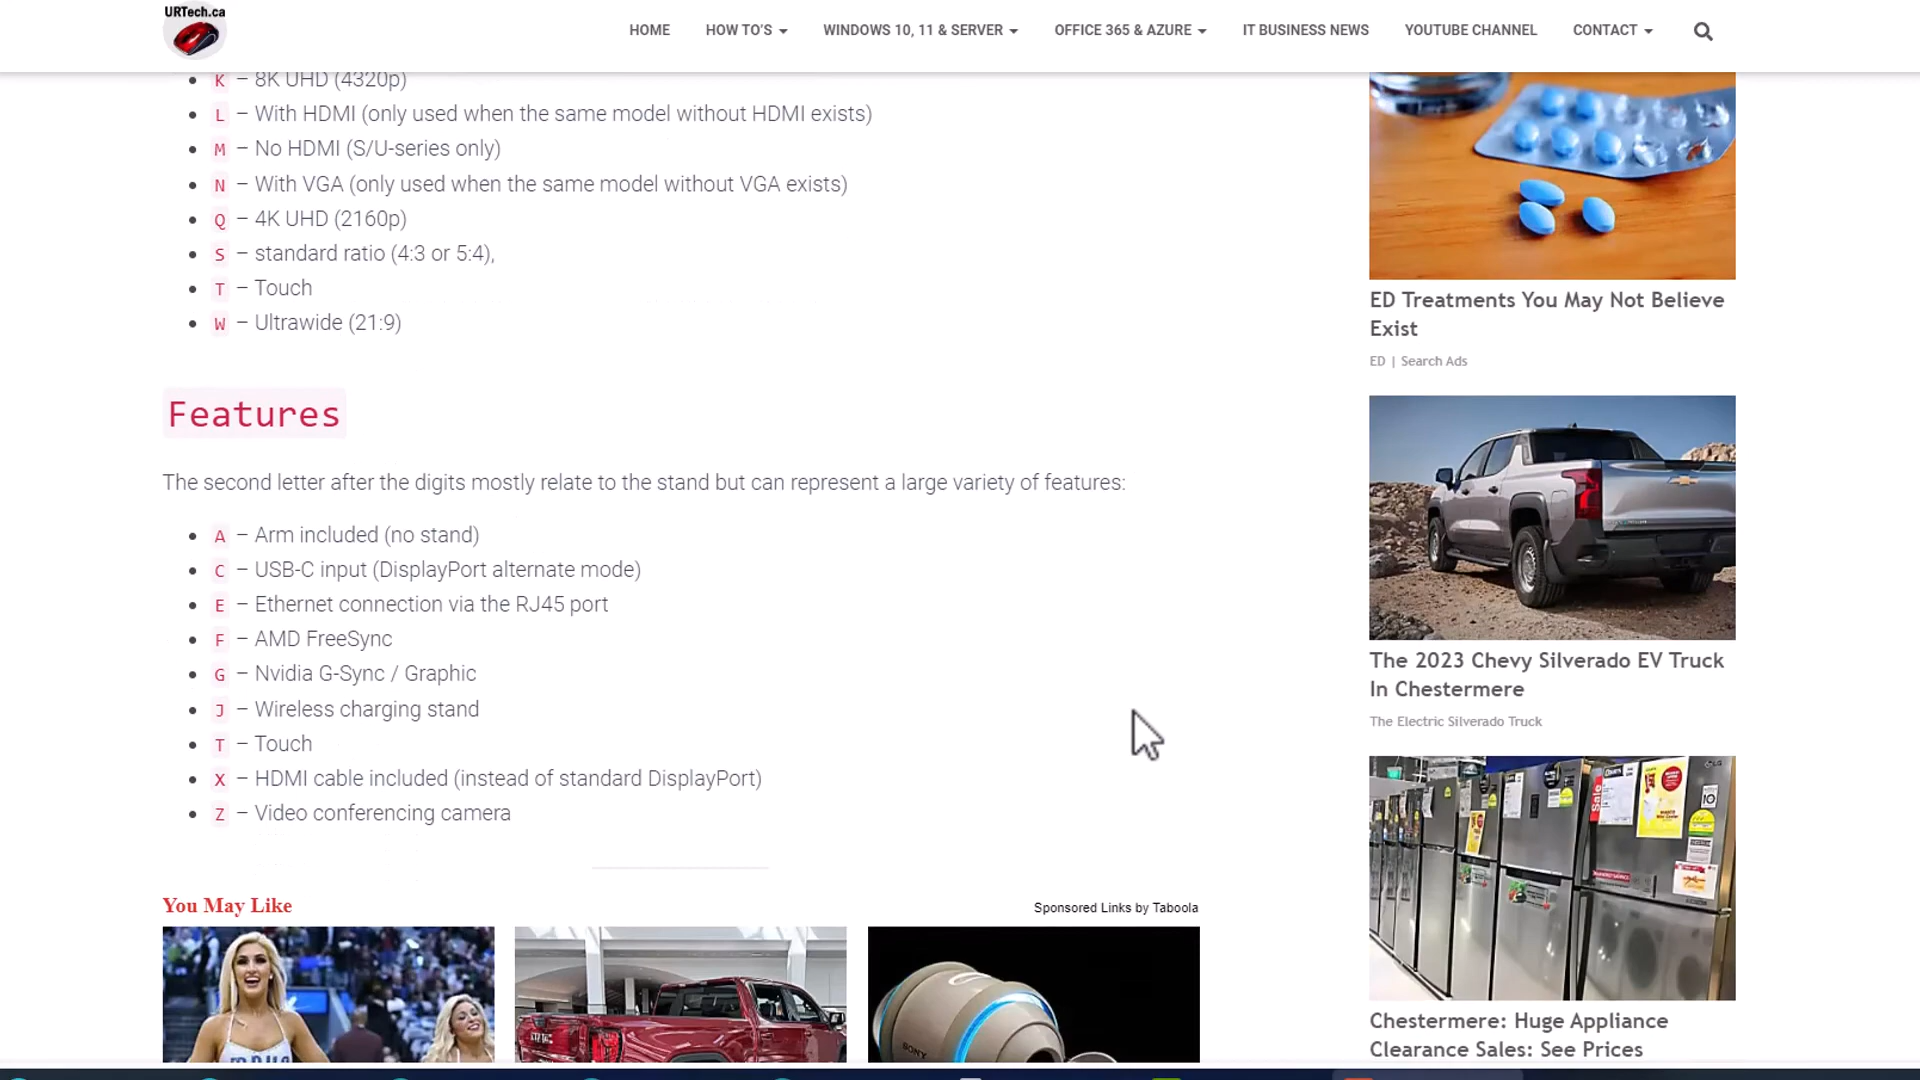 URTech.ca
HOME HOW TO'S WINDOWS 10, 11 & SERVER OFFICE 365 & AZURE IT BUSINESS NEWS YOUTUBE CHANNEL CONTACT
K – 8K UHD (4320p)
L – With HDMI (only used when the same model without HDMI exists)
M – No HDMI (S/U-series only)
N – With VGA (only used when the same model without VGA exists)
Q – 4K UHD (2160p)
S – standard ratio (4:3 or 5:4),
T – Touch
W – Ultrawide (21:9)
Features
The second letter after the digits mostly relate to the stand but can represent a large variety of features:
A – Arm included (no stand)
C – USB-C input (DisplayPort alternate mode)
E – Ethernet connection via the RJ45 port
F – AMD FreeSync
G – Nvidia G-Sync / Graphic
J – Wireless charging stand
T – Touch
X – HDMI cable included (instead of standard DisplayPort)
Z – Video conferencing camera
You May Like
Sponsored Links by Taboola
SONY
ED Treatments You May Not Believe
Exist
ED | Search Ads
The 2023 Chevy Silverado EV Truck
In Chestermere
The Electric Silverado Truck
LG
10
Chestermere: Huge Appliance
Clearance Sales: See Prices